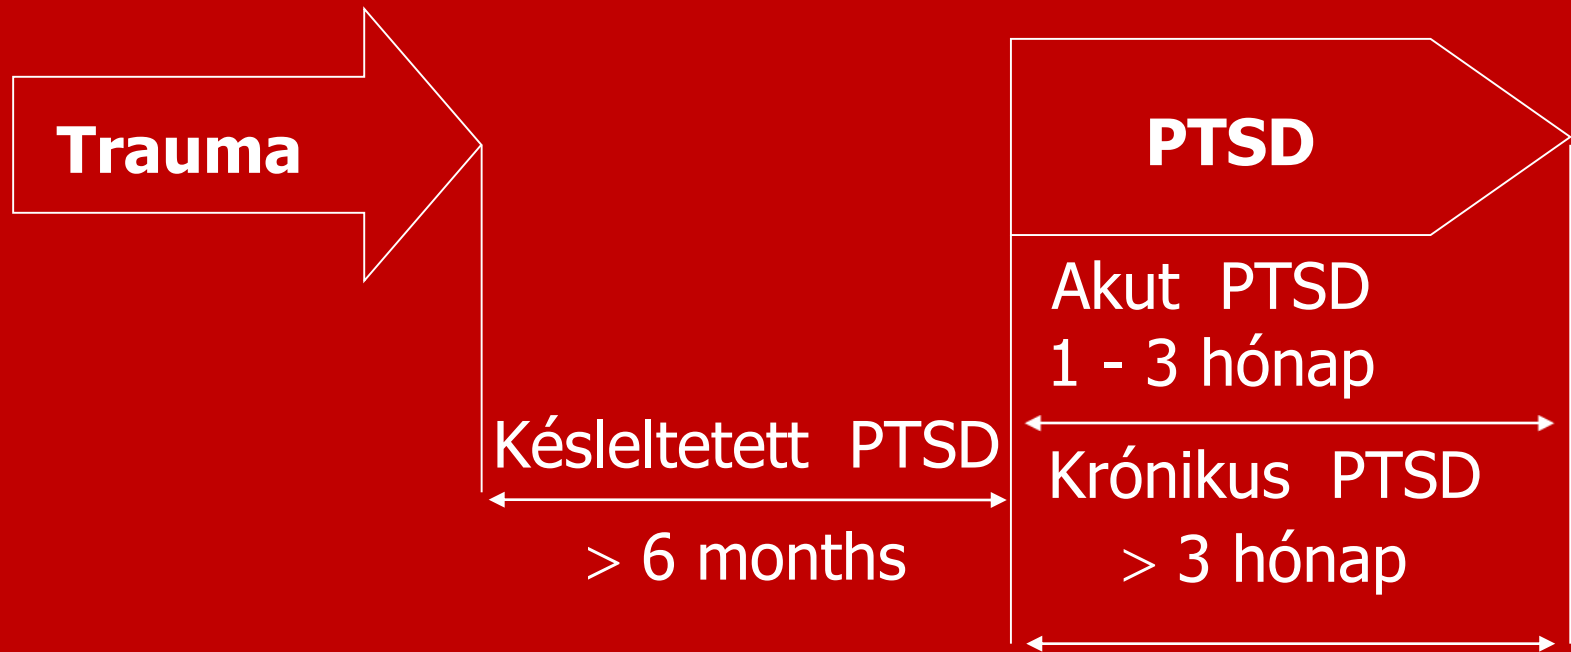 Trauma
PTSD
Akut PTSD
1 - 3 hónap
Késleltetett PTSD
> 6 months
Krónikus PTSD
> 3 hónap